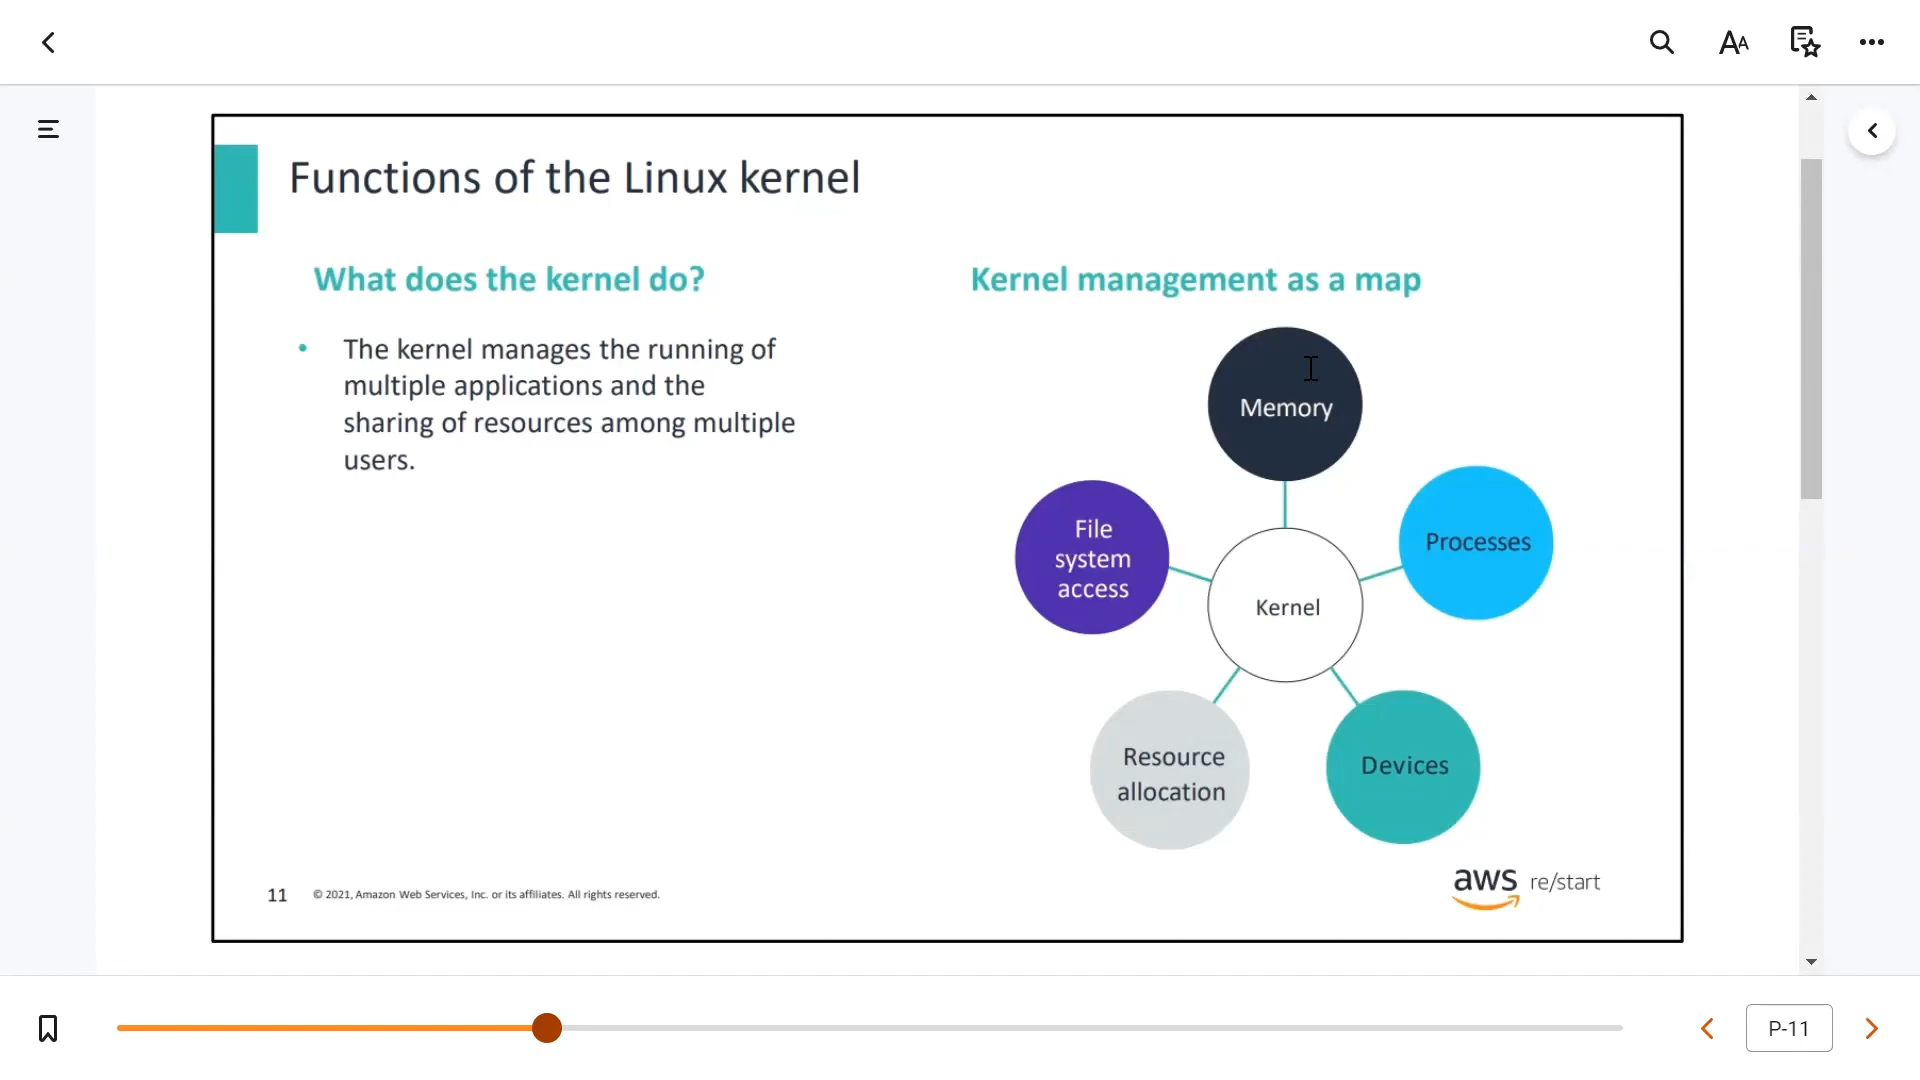 Functions of the Linux kernel
What does the kernel do?
• The kernel manages the running of
multiple applications and the
sharing of resources among multiple
users.
Kernel management as a map
Memory
File
system
access
Processes
Kernel
Resource
allocation
Devices
11 © 2021, Amazon Web Services, Inc. or its affiliates. All rights reserved.
aws re/start
P-11